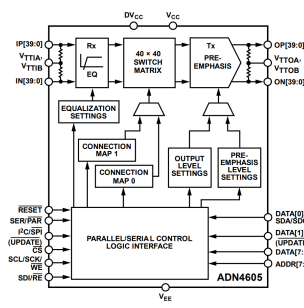 DVCC
VCC
IP[39:0]
VTTIA,
VTTIB
IN[39:0]
Rx
EQ
40 × 40
SWITCH
MATRIX
Tx
PRE-
EMPHASIS
OP[39:0]
VTTOA,
VTTOB
ON[39:0]
EQUALIZATION
SETTINGS
CONNECTION
MAP 1
CONNECTION
MAP 0
OUTPUT
LEVEL
SETTINGS
PRE-
EMPHASIS
LEVEL
SETTINGS
RESET
SER/PAR
I2C/SPI
(UPDATE)
CS
SCL/SCK/
WE
SDI/RE
PARALLEL/SERIAL CONTROL
LOGIC INTERFACE
DATA[0]
SDA/SDO
DATA[1]
(UPDATE
DATA[7:
ADDR[7:
ADN4605
VEE